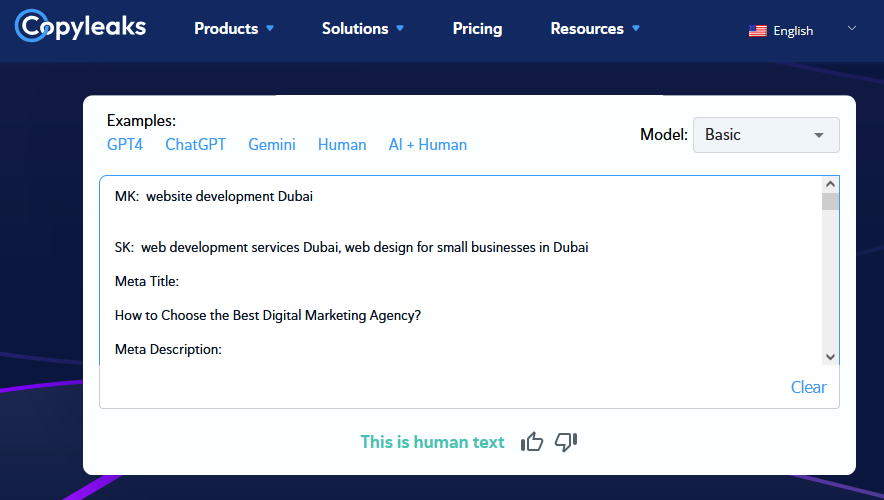 Copyleaks Products Solutions Pricing Resources English
Examples:
GPT4 ChatGPT Gemini Human AI + Human
Model: Basic
MK: website development Dubai
SK: web development services Dubai, web design for small businesses in Dubai
Meta Title:
How to Choose the Best Digital Marketing Agency?
Meta Description:
Clear
This is human text